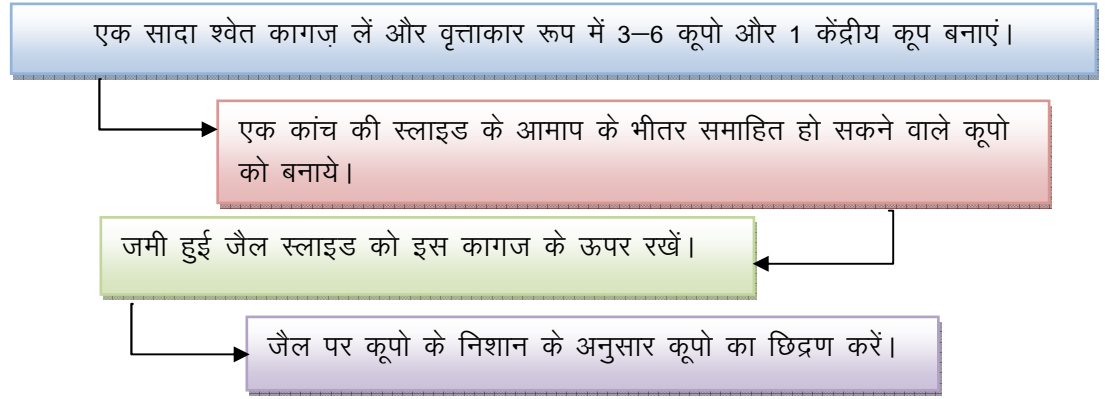 एक सादा श्वेत कागज़ लें और वृत्ताकार रूप में 3–6 कूपो और 1 केंद्रीय कूप बनाएं।
एक कांच की स्लाइड के आमाप के भीतर समाहित हो सकने वाले कूपो
को बनाये।
जमी हुई जैल स्लाइड को इस कागज के ऊपर रखें।
जैल पर कूपो के निशान के अनुसार कूपो का छिद्रण करें।